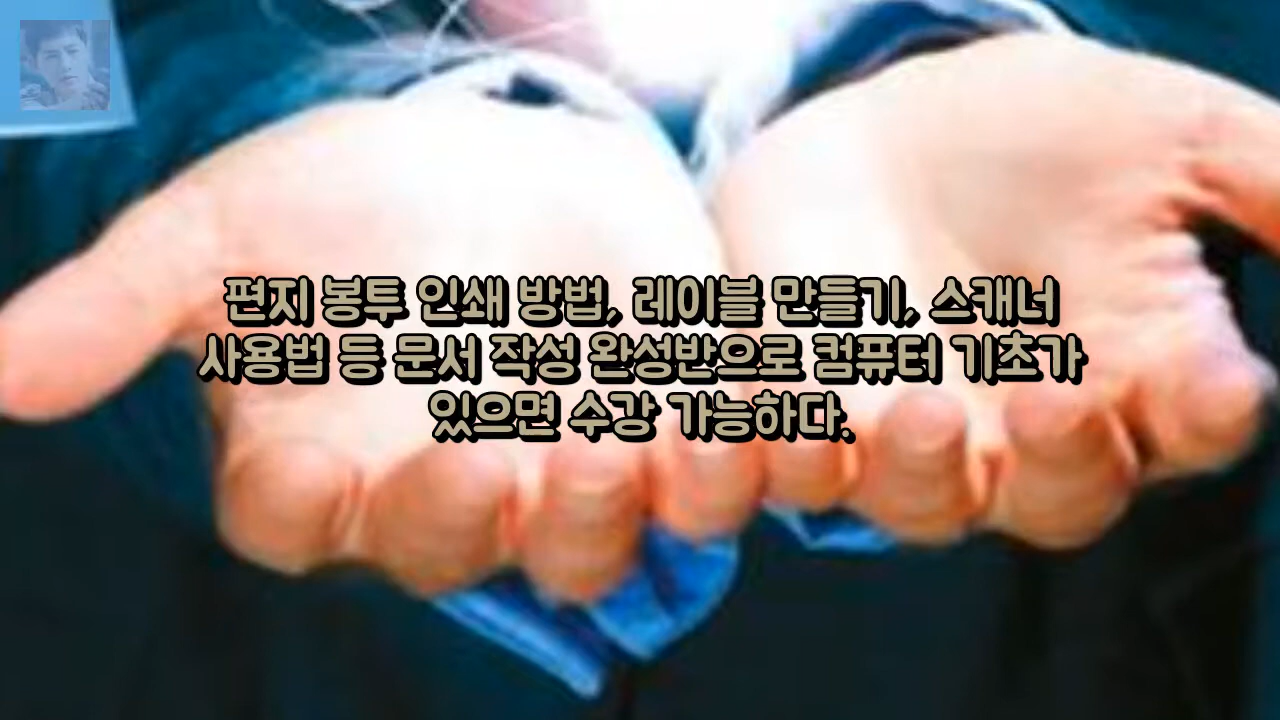 편지 봉투 인쇄 방법, 레이블 만들기, 스캐너
사용법 등 문서 작성 완성반으로 컴퓨터 기초가
있으면 수강 가능하다.